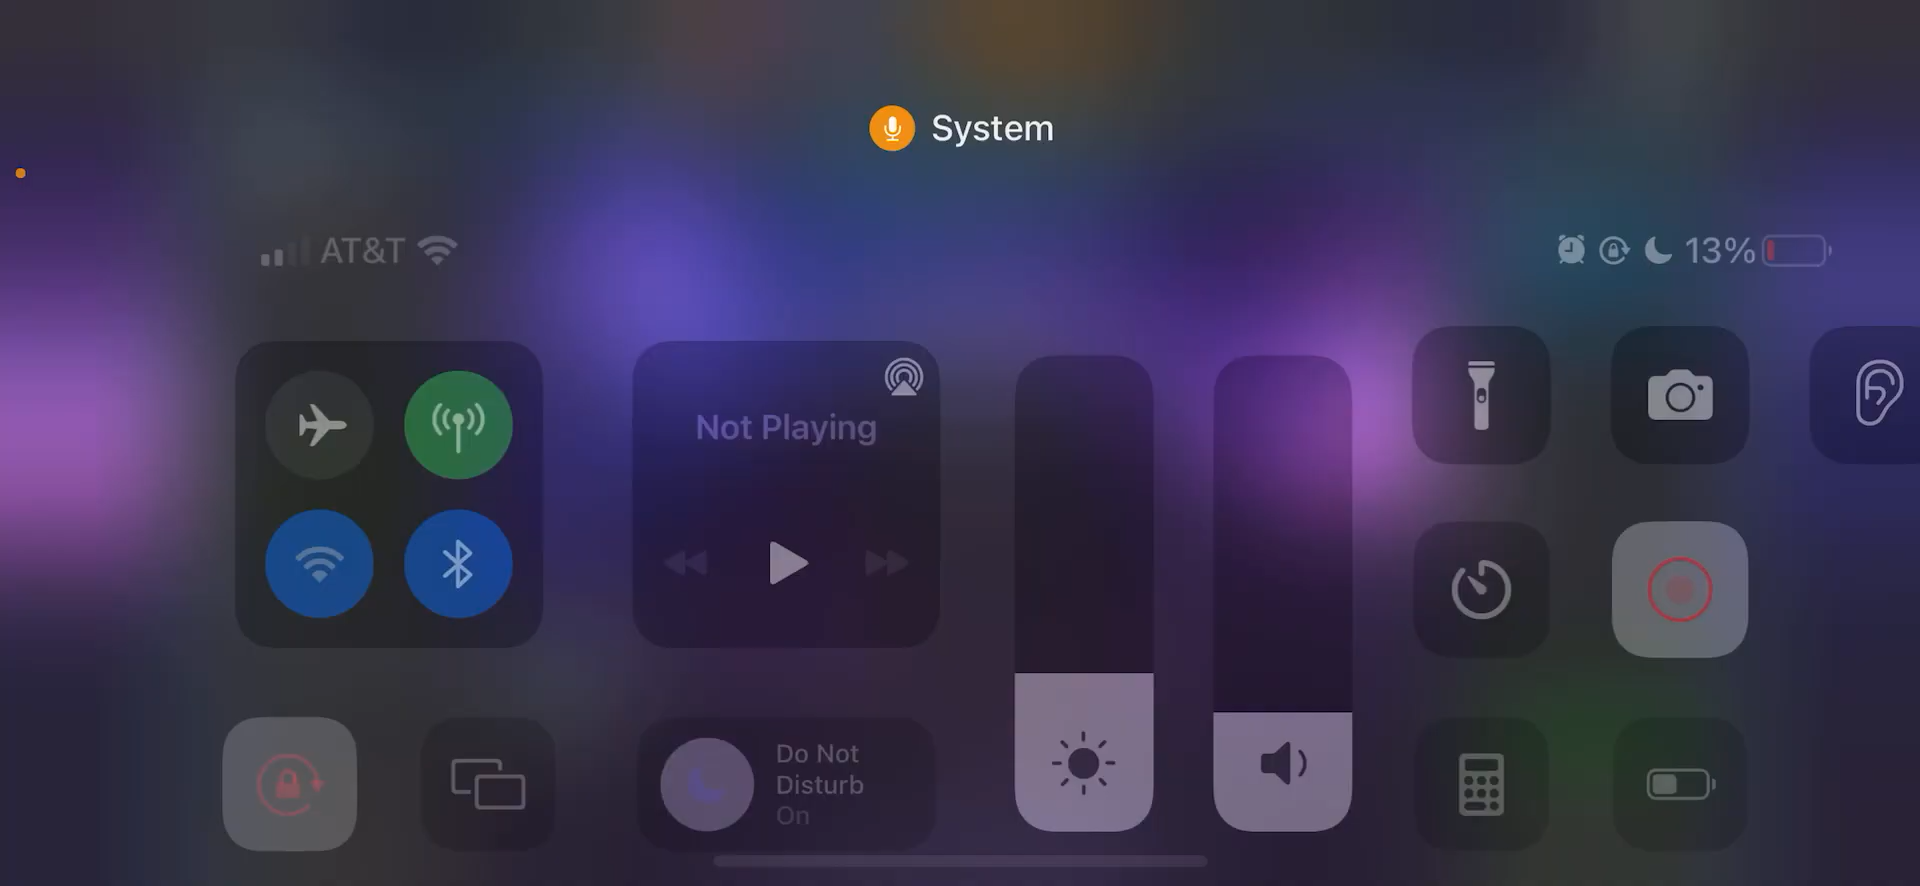 System
AT&T
13%
Not Playing
Do Not
Disturb
On